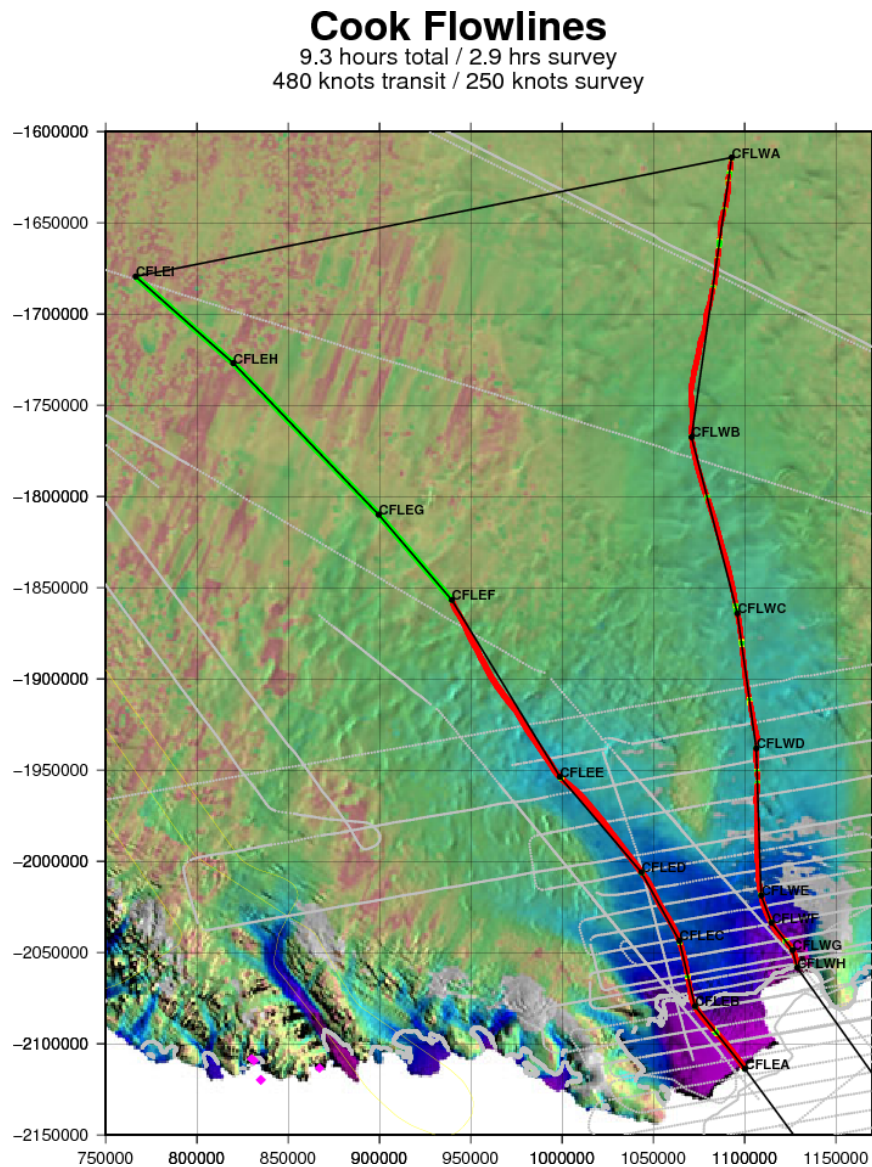 Cook Flowlines
9.3 hours total / 2.9 hrs survey
480 knots transit / 250 knots survey
−1600000
CFLWA
−1650000
CFLEI
−1700000
CFLEH
−1750000
CFLWB
−1800000
CFLEG
−1850000
CFLEF
CFLWC
−1900000
CFLWD
−1950000
CFLEE
−2000000
CFLED
CFLWE
CFLWF
CFLEC
CFLWG
−2050000
CFLWH
CFLEB
−2100000
CFLEA
−2150000
750000 800000 850000 900000 950000 1000000 1050000 1100000 1150000